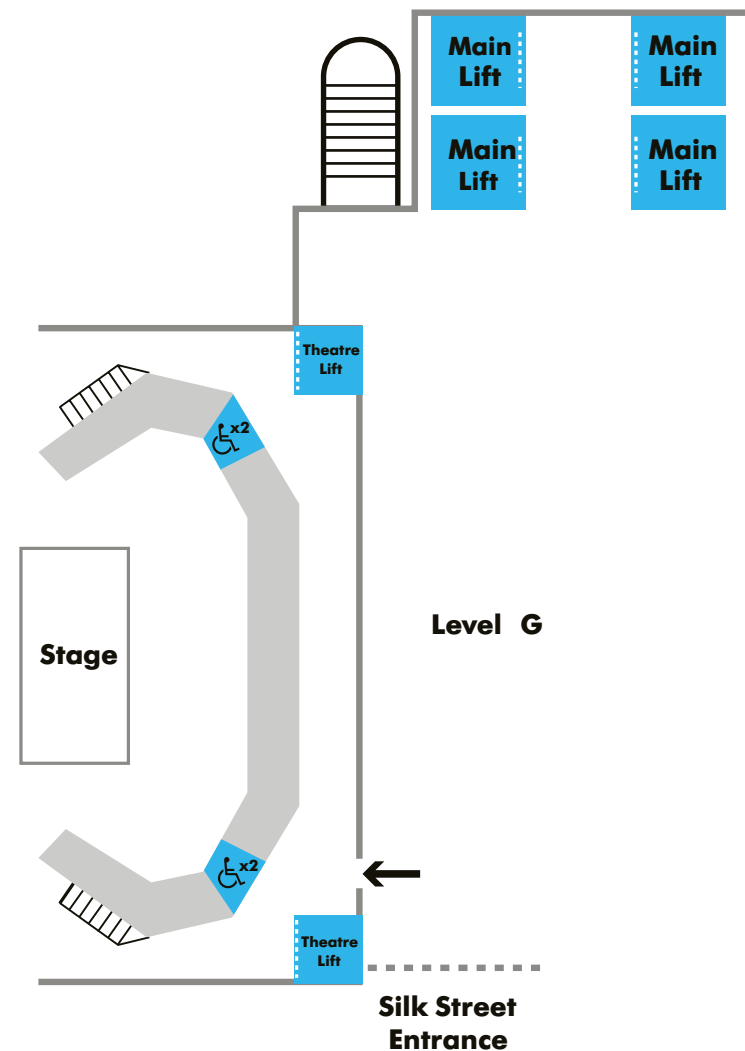 Main
Lift
Main
Lift
Main
Lift
Main
Lift
Theatre
Lift
x2
Level G
Stage
x2
Theatre
Lift
Silk Street
Entrance